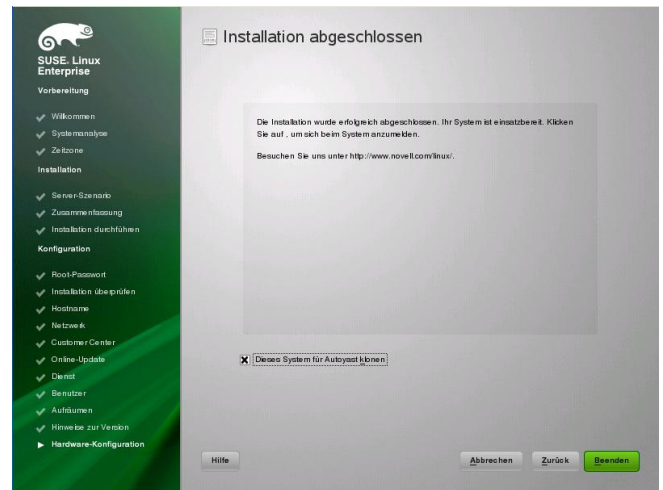 SUSE. Linux
Enterprise
Vorbereitung
Willkommen
Systemanalyse
Zeitzone
Installation
Server-Szenario
Zusammenfassung
Installation durchführen
Konfiguration
Root-Passwort
Installation überprüfen
Hostname
Netzwerk
Customer Center
Online-Update
Dienst
Benutzer
Aufräumen
Hinweise zur Version
Hardware-Konfiguration
Installation abgeschlossen
Die Installation wurde erfolgreich abgeschlossen. Ihr System ist einsatzbereit. Klicken
Sie auf , um sich beim System anzumelden.
Besuchen Sie uns unter http://www.novell.com/linux/.
Dieses System für Autoyast klonen
Hilfe
Abbrechen
Zurück
Beenden